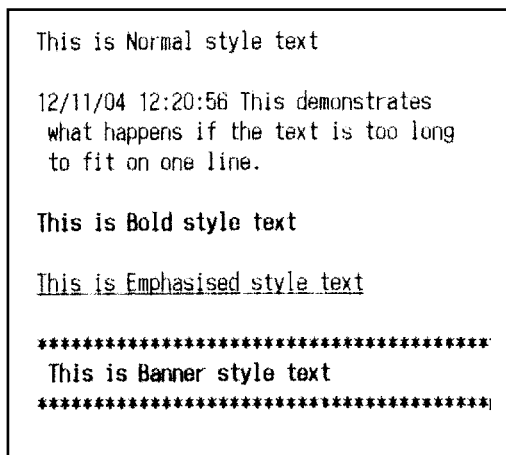 This is Normal style text
12/11/04 12:20:56 This demonstrates
what happens if the text is too long
to fit on one line.
This is Bold style text
This is Emphasised style text
****************************************
This is Banner style text
****************************************